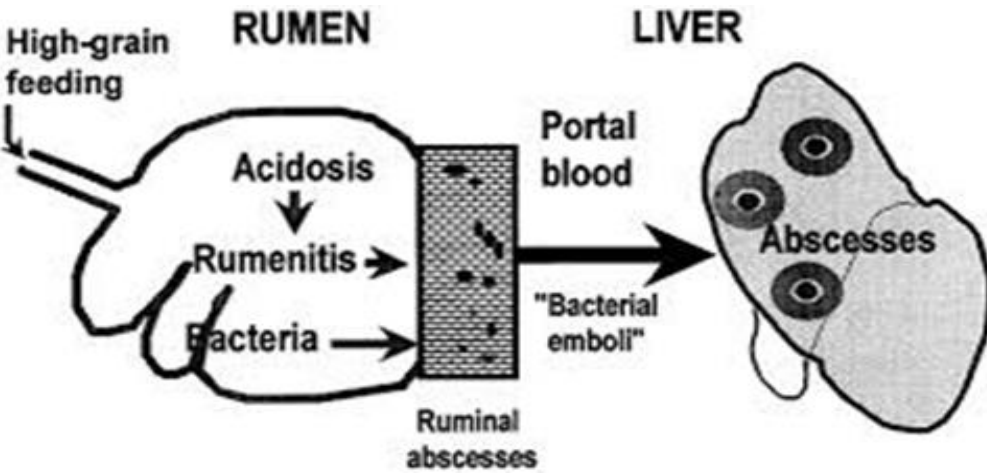 RUMEN
LIVER
High-grain
feeding
Acidosis
Rumenitis
Bacteria
Ruminal
abscesses
Portal
blood
"Bacterial
emboli"
Abscesses